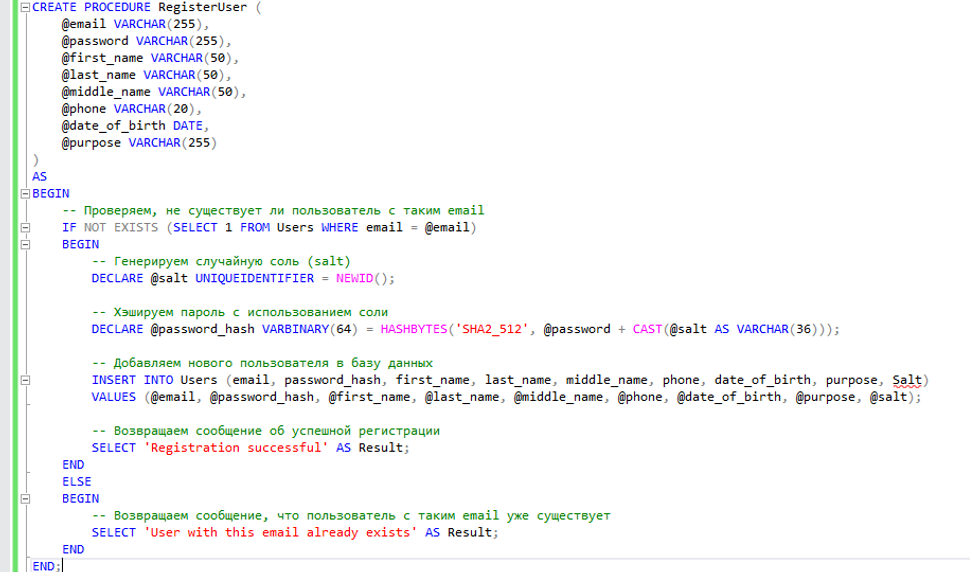 CREATE PROCEDURE RegisterUser (
@email VARCHAR(255),
@password VARCHAR(255),
@first_name VARCHAR(50),
@last_name VARCHAR(50),
@middle_name VARCHAR(50),
@phone VARCHAR(20),
@date_of_birth DATE,
@purpose VARCHAR(255)
)
AS
BEGIN
-- Проверяем, не существует ли пользователь с таким email
IF NOT EXISTS (SELECT 1 FROM Users WHERE email = @email)
BEGIN
-- Генерируем случайную соль (salt)
DECLARE @salt UNIQUEIDENTIFIER = NEWID();
-- Хэшируем пароль с использованием соли
DECLARE @password_hash VARBINARY(64) = HASHBYTES('SHA2_512', @password + CAST(@salt AS VARCHAR(36)));
-- Добавляем нового пользователя в базу данных
INSERT INTO Users (email, password_hash, first_name, last_name, middle_name, phone, date_of_birth, purpose, Salt)
VALUES (@email, @password_hash, @first_name, @last_name, @middle_name, @phone, @date_of_birth, @purpose, @salt);
-- Возвращаем сообщение об успешной регистрации
SELECT 'Registration successful' AS Result;
END
ELSE
BEGIN
-- Возвращаем сообщение, что пользователь с таким email уже существует
SELECT 'User with this email already exists' AS Result;
END
END;